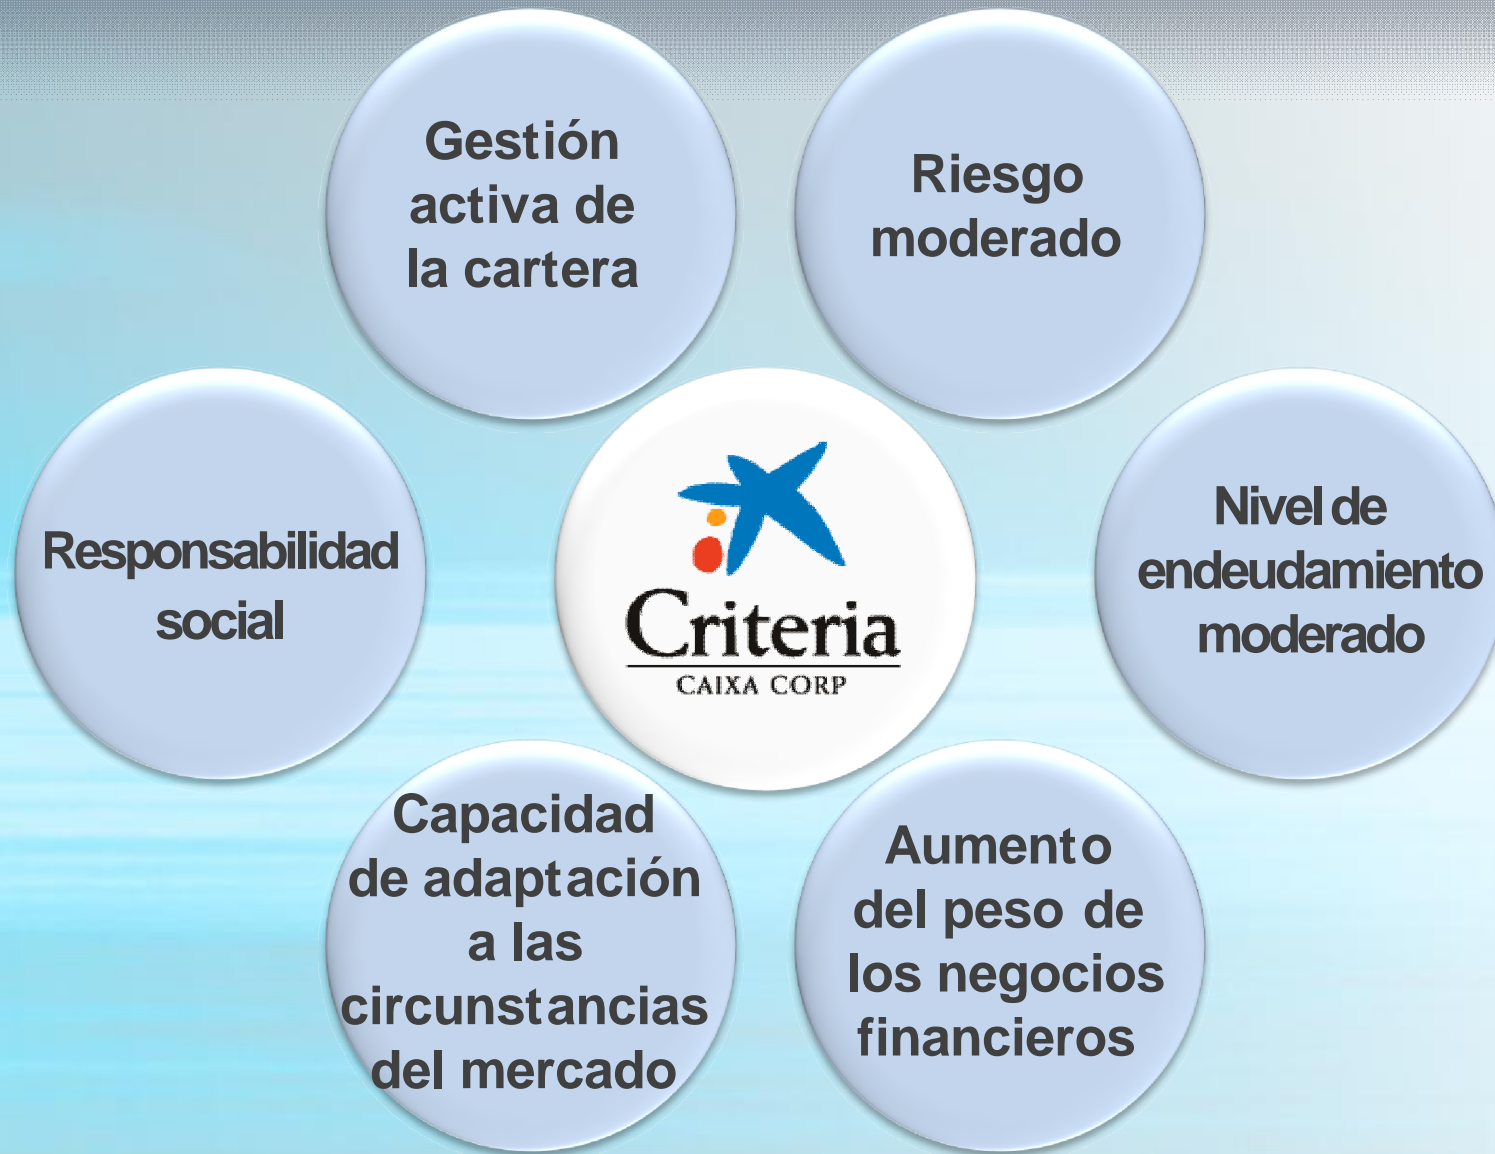 Gestión
activa de
la cartera
Riesgo
moderado
Responsabilidad
social
Criteria
CAIXA CORP
Nivel de
endeudamiento
moderado
Capacidad
de adaptación
a las
circunstancias
del mercado
Aumento
del peso de
los negocios
financieros